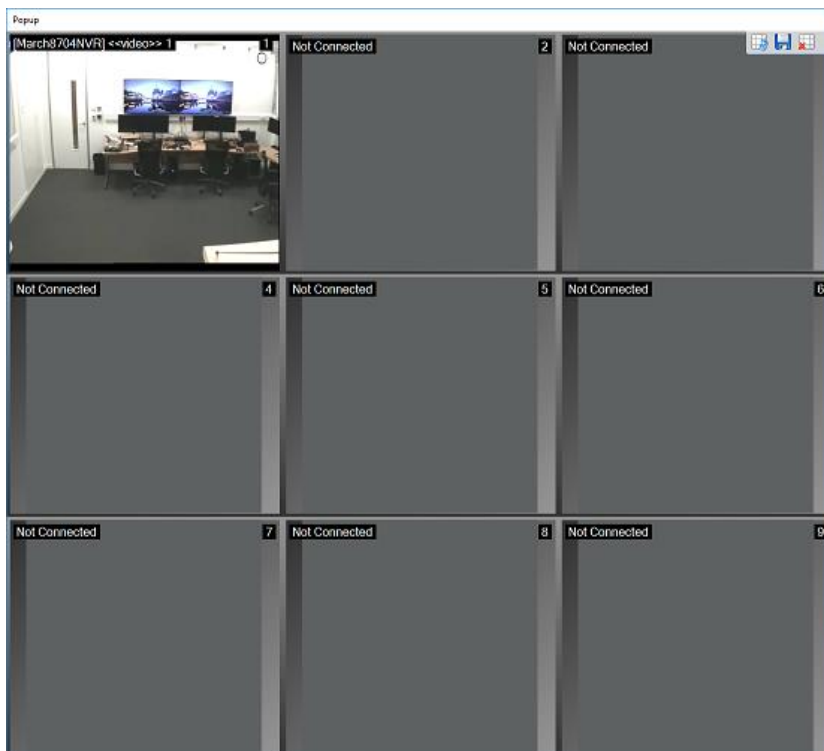 Popup
[March8704NVR] <<video>> 1 1
Not Connected 2
Not Connected
Not Connected 4
Not Connected 5
Not Connected 6
Not Connected 7
Not Connected 8
Not Connected 9